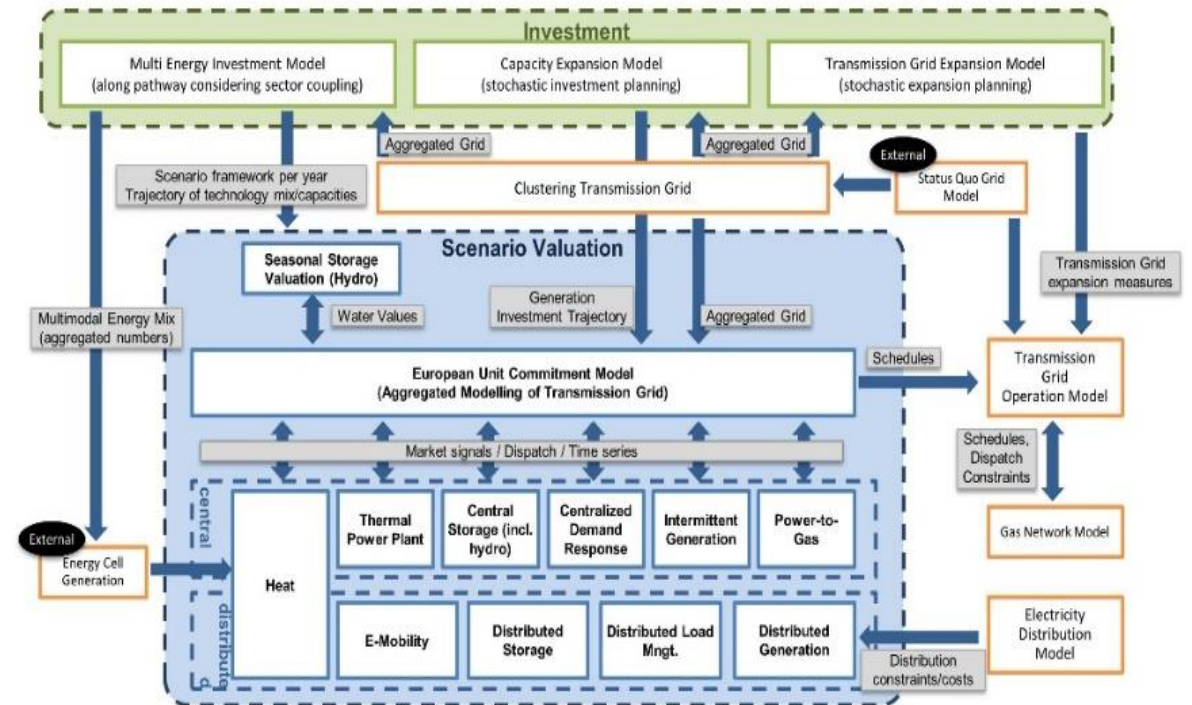 Investment
Multi Energy Investment Model
(along pathway considering sector coupling)
Capacity Expansion Model
(stochastic investment planning)
Transmission Grid Expansion Model
(stochastic expansion planning)
Aggregated Grid
Aggregated Grid
External
Status Quo Grid
Model
Scenario framework per year
Trajectory of technology mix/capacities
Clustering Transmission Grid
Scenario Valuation
Seasonal Storage
Valuation (Hydro)
Transmission Grid
expansion measures
Generation
Investment Trajectory
Water Values
Aggregated Grid
Multimodal Energy Mix
(aggregated numbers)
European Unit Commitment Model
(Aggregated Modelling of Transmission Grid)
Schedules
Transmission
Grid
Operation Model
Market signals / Dispatch / Time series
Schedules,
Dispatch
Constraints
central
Heat
Thermal
Power Plant
Central
Storage (incl.
hydro)
Centralized
Demand
Response
Intermittent
Generation
Power-to-
Gas
Gas Network Model
External
Energy Cell
Generation
distribute
d
E-Mobility
Distributed
Storage
Distributed Load
Mngt.
Distributed
Generation
Electricity
Distribution
Model
Distribution
constraints/costs